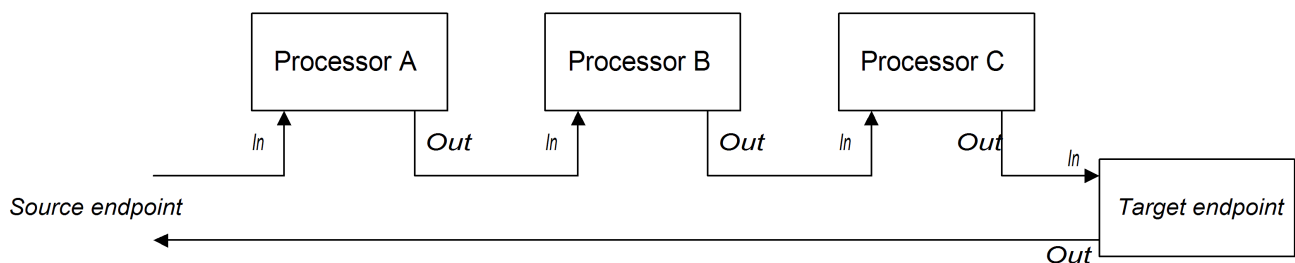 Processor A
Processor B
Processor C
In
Out
In
Out
In
Out
In
Source endpoint
Target endpoint
Out